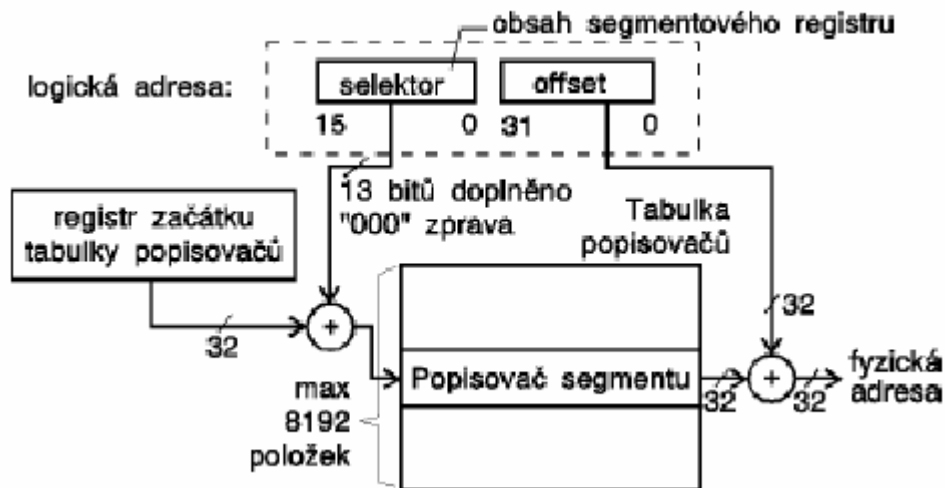 obsah segmentového registru
logická adresa:
selektor
offset
15
0
31
0
13 bitů doplněno
"000" zprava
registr začátku
tabulky popisovačů
Tabulka
popisovačů
32
+
32
max
8192
položek
Popisovač segmentu
32
+
32
fyzická
adresa